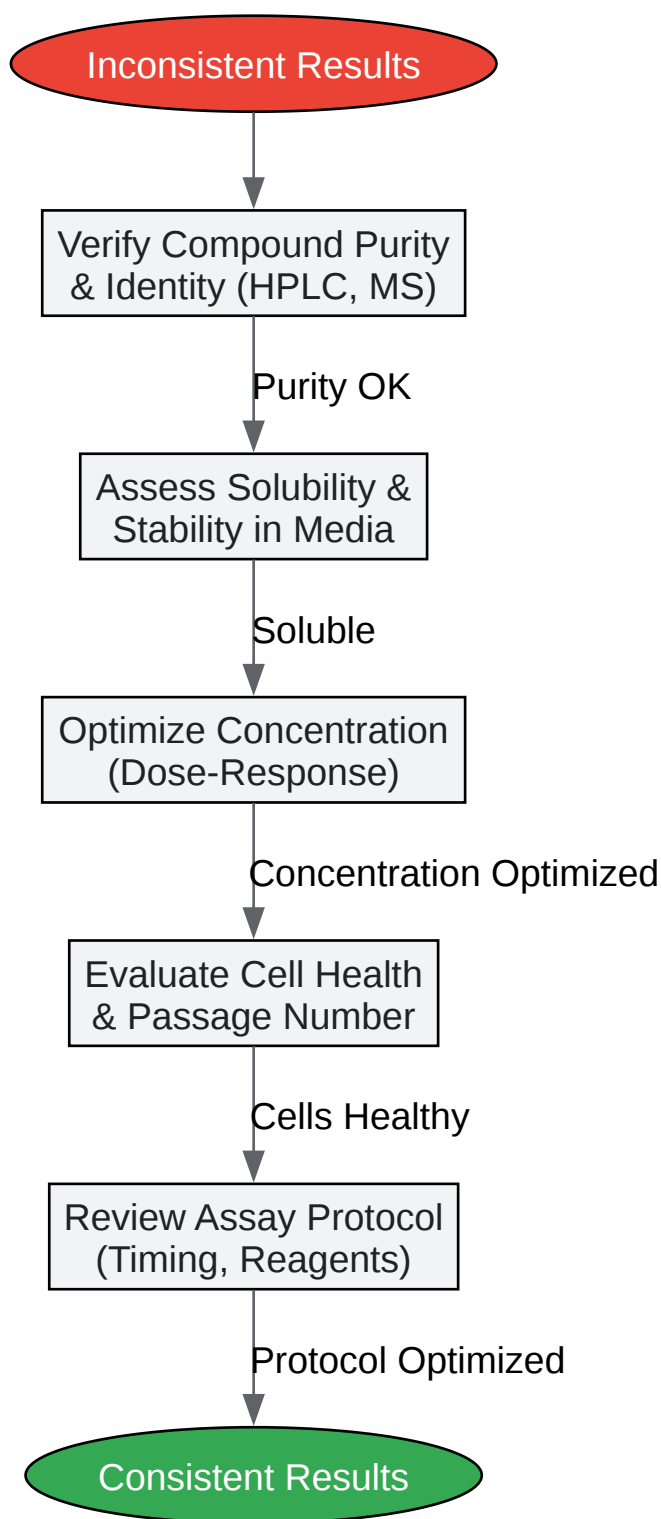 Inconsistent Results
Verify Compound Purity
& Identity (HPLC, MS)
Purity OK
Assess Solubility &
Stability in Media
Soluble
Optimize Concentration
(Dose-Response)
Concentration Optimized
Evaluate Cell Health
& Passage Number
Cells Healthy
Review Assay Protocol
(Timing, Reagents)
Protocol Optimized
Consistent Results